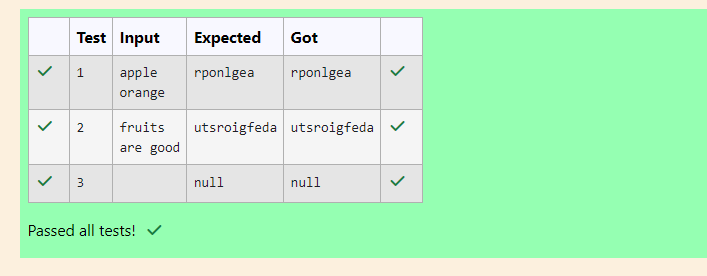 Test Input Expected Got
1 apple rponlgea rponlgea
orange
2 fruits utsroigfeda utsroigfeda
are good
3 null null
Passed all tests!